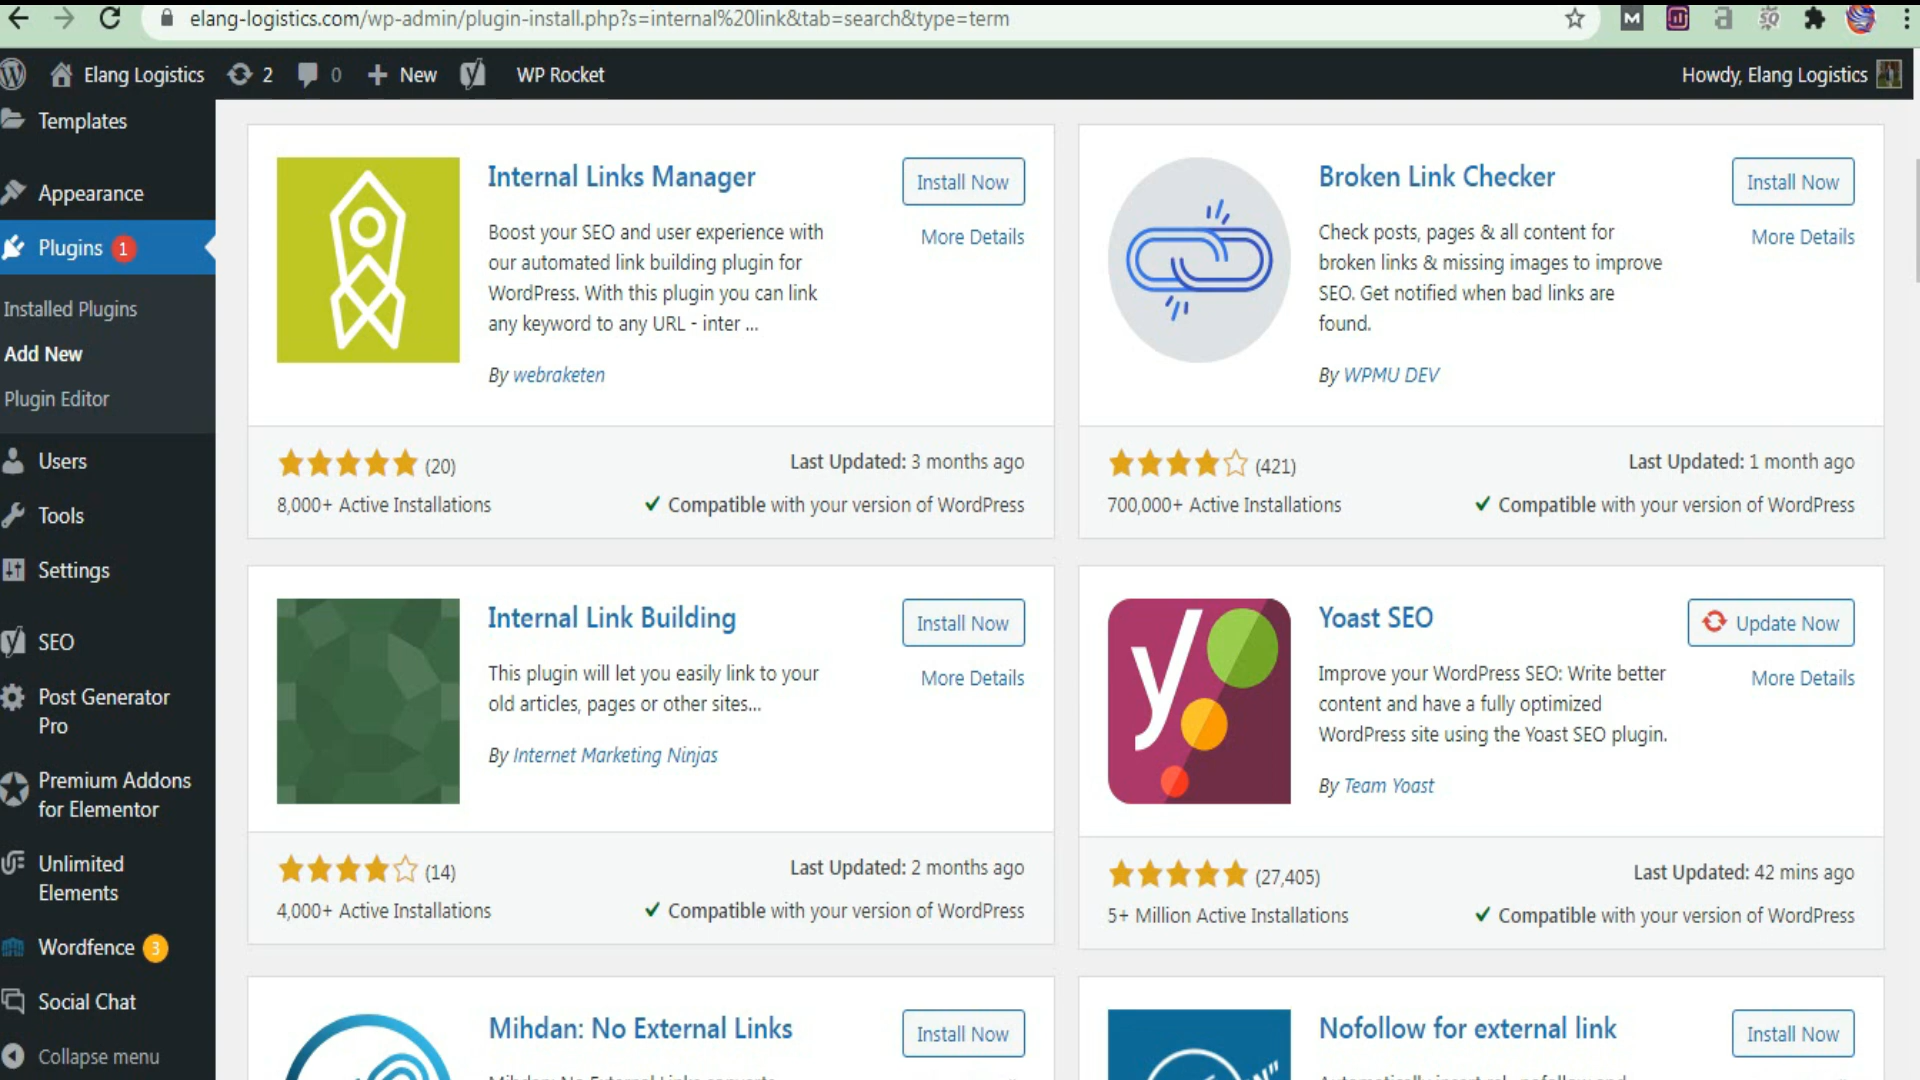 elang-logistics.com/wp-admin/plugin-install.php?s=internal%20link&tab=search&type=term
Elang Logistics 2 0 New WP Rocket Howdy, Elang Logistics
Templates
Appearance
Plugins 1
Installed Plugins
Add New
Plugin Editor
Users
Tools
Settings
SEO
Post Generator
Pro
Premium Addons
for Elementor
Unlimited
Elements
Wordfence 3
Social Chat
Collapse menu
Internal Links Manager
Install Now
More Details
Boost your SEO and user experience with
our automated link building plugin for
WordPress. With this plugin you can link
any keyword to any URL - inter ...
By webraketen
(20)
Last Updated: 3 months ago
8,000+ Active Installations
Compatible with your version of WordPress
Broken Link Checker
Install Now
More Details
Check posts, pages & all content for
broken links & missing images to improve
SEO. Get notified when bad links are
found.
By WPMU DEV
(421)
Last Updated: 1 month ago
700,000+ Active Installations
Compatible with your version of WordPress
Internal Link Building
Install Now
More Details
This plugin will let you easily link to your
old articles, pages or other sites...
By Internet Marketing Ninjas
(14)
Last Updated: 2 months ago
4,000+ Active Installations
Compatible with your version of WordPress
y
Yoast SEO
Update Now
More Details
Improve your WordPress SEO: Write better
content and have a fully optimized
WordPress site using the Yoast SEO plugin.
By Team Yoast
(27,405)
Last Updated: 42 mins ago
5+ Million Active Installations
Compatible with your version of WordPress
Mihdan: No External Links
Install Now
Nofollow for external link
Install Now